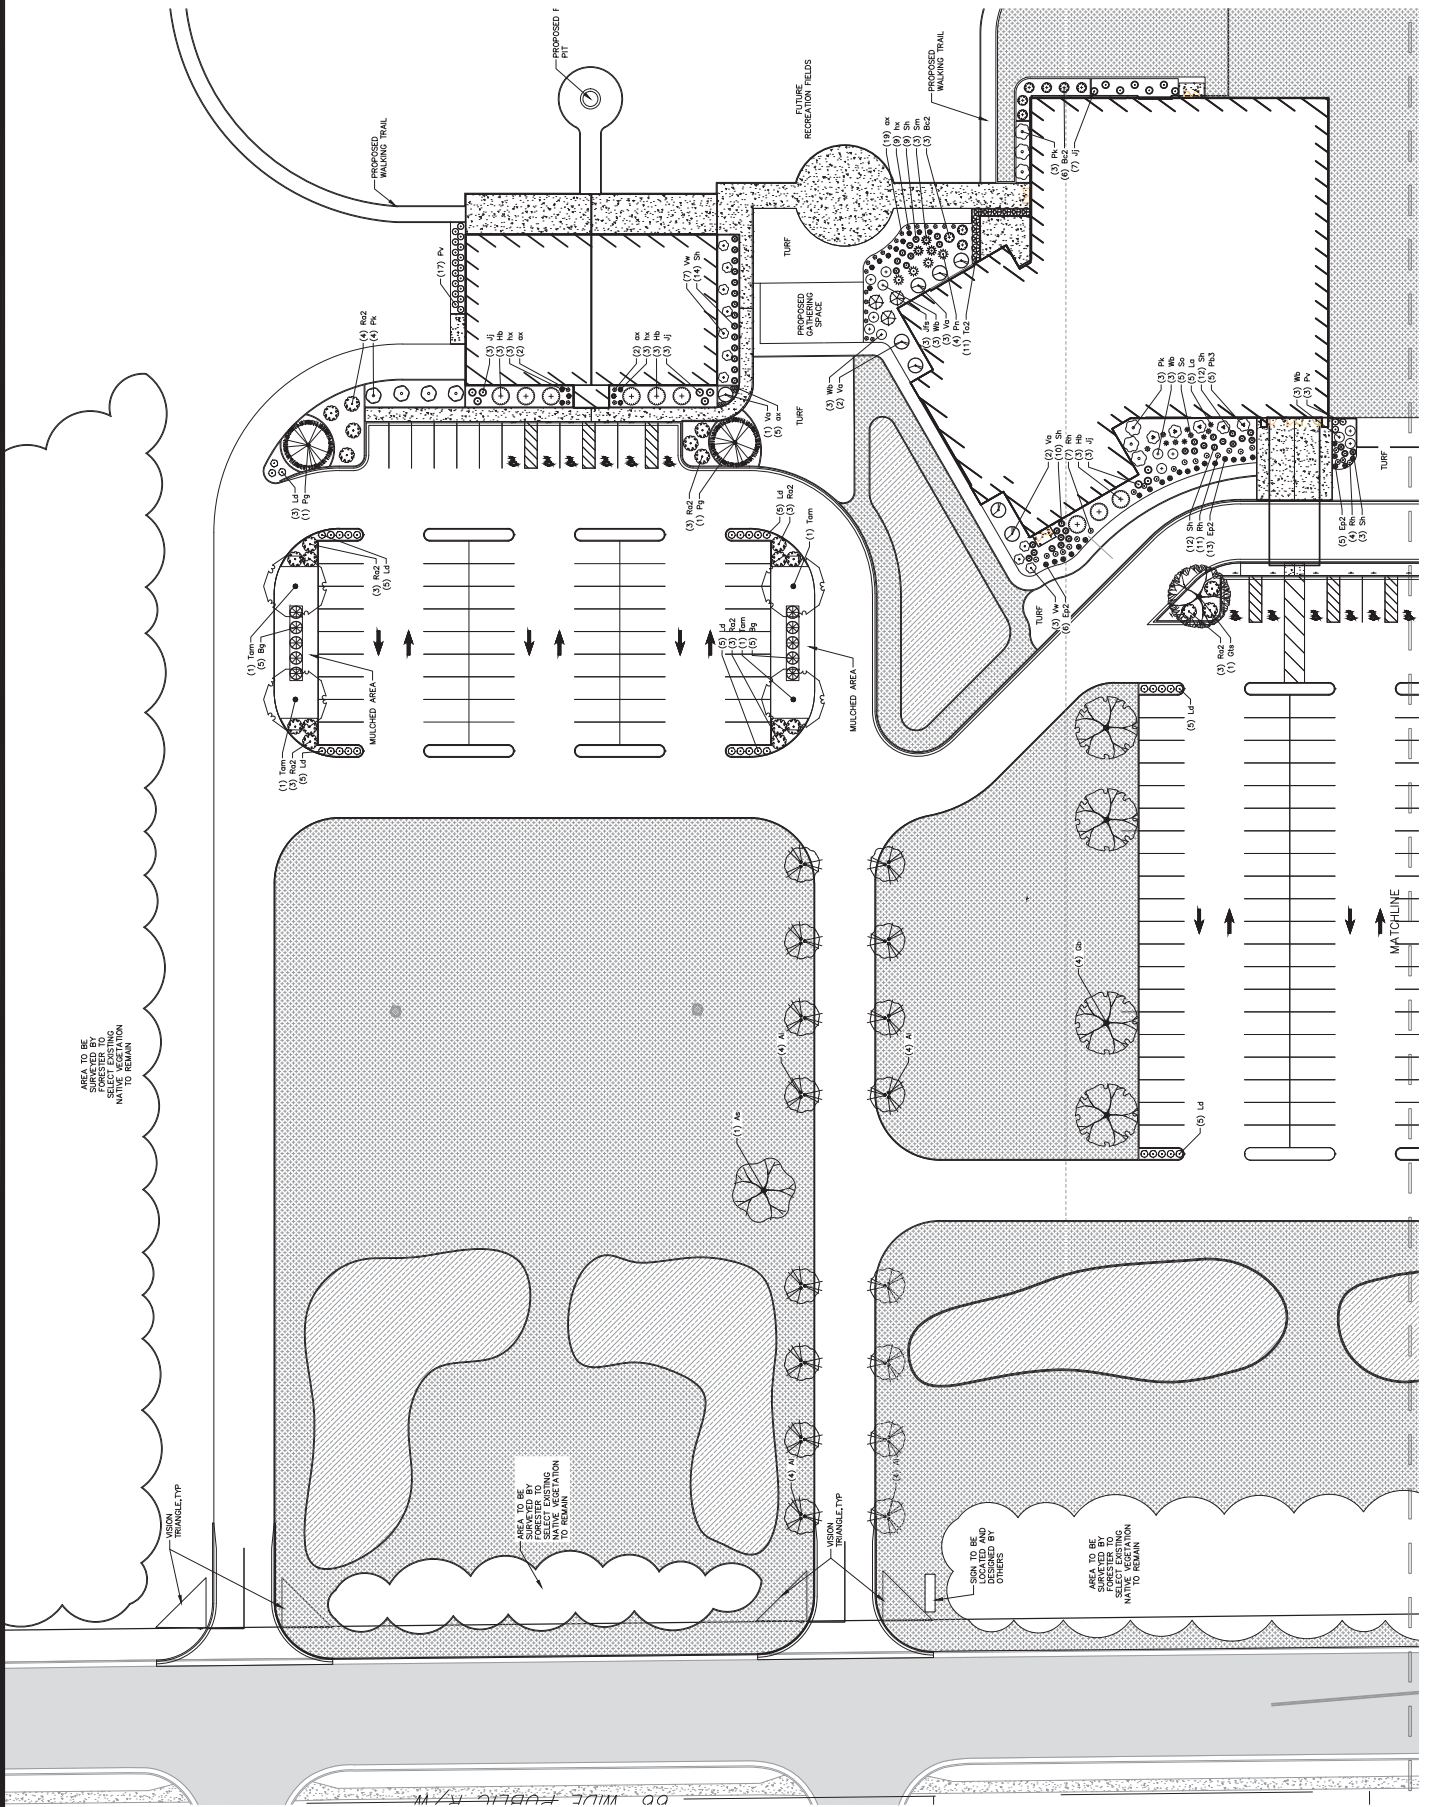 PROPOSED F
PIT
PROPOSED
WALKING TRAIL
FUTURE
RECREATION FIELDS
PROPOSED
WALKING TRAIL
(19) ax
(9) hx
(9) Sh
(3) Sm
(3) Bc2
(3) Pk
(6) Bc2
(7) Jj
(17) Pv
TURF
(7) Vw
(14) Sh
PROPOSED
GATHERING
SPACE
(4) Ra2
(4) Pk
(3) Jj
(3) Hb
(3) hx
(2) ax
(2) ax
(3) hx
(3) Hb
(3) Jj
(3) Wb
(3) Va
(4) Pn
(11) To2
(3) Wb
(2) Va
(1) Va
(5) ax
TURF
(3) Pk
(3) Wb
(5) So
(5) La
(12) Sh
(5) Pb3
(3) Wb
(3) Pv
(2) Va
(10) Sh
(7) Rh
(3) Hb
(3) Jj
TURF
(3) Ld
(1) Pg
(3) Ra2
(1) Pg
(5) Ld
(3) Ra2
(1) Tam
(12) Sh
(11) Rh
(13) Ep2
(5) Ep2
(4) Rh
(3) Sh
(3) Ra2
(5) Ld
(1) Tam
(5) Bg
(5) Ld
(3) Ra2
(1) Tam
(5) Bg
TURF
(3) Vw
(6) Ep2
(3) Ra2
(1) Gts
MULCHED AREA
MULCHED AREA
(1) Tam
(3) Ra2
(5) Ld
(5) Ld
MATCHLINE
(4) Gb
AREA TO BE
SURVEYED BY
FORESTER TO
SELECT EXISTING
NATIVE VEGETATION
TO REMAIN
(4) Ai
(4) Ai
(1) As
(5) Ld
(4) Ai
(4) Ai
VISION
TRIANGLE,TYP
AREA TO BE
SURVEYED BY
FORESTER TO
SELECT EXISTING
NATIVE VEGETATION
TO REMAIN
VISION
TRIANGLE,TYP
SIGN TO BE
LOCATED AND
DESIGNED BY
OTHERS
AREA TO BE
SURVEYED BY
FORESTER TO
SELECT EXISTING
NATIVE VEGETATION
TO REMAIN
66' WIDE PUBLIC R/W